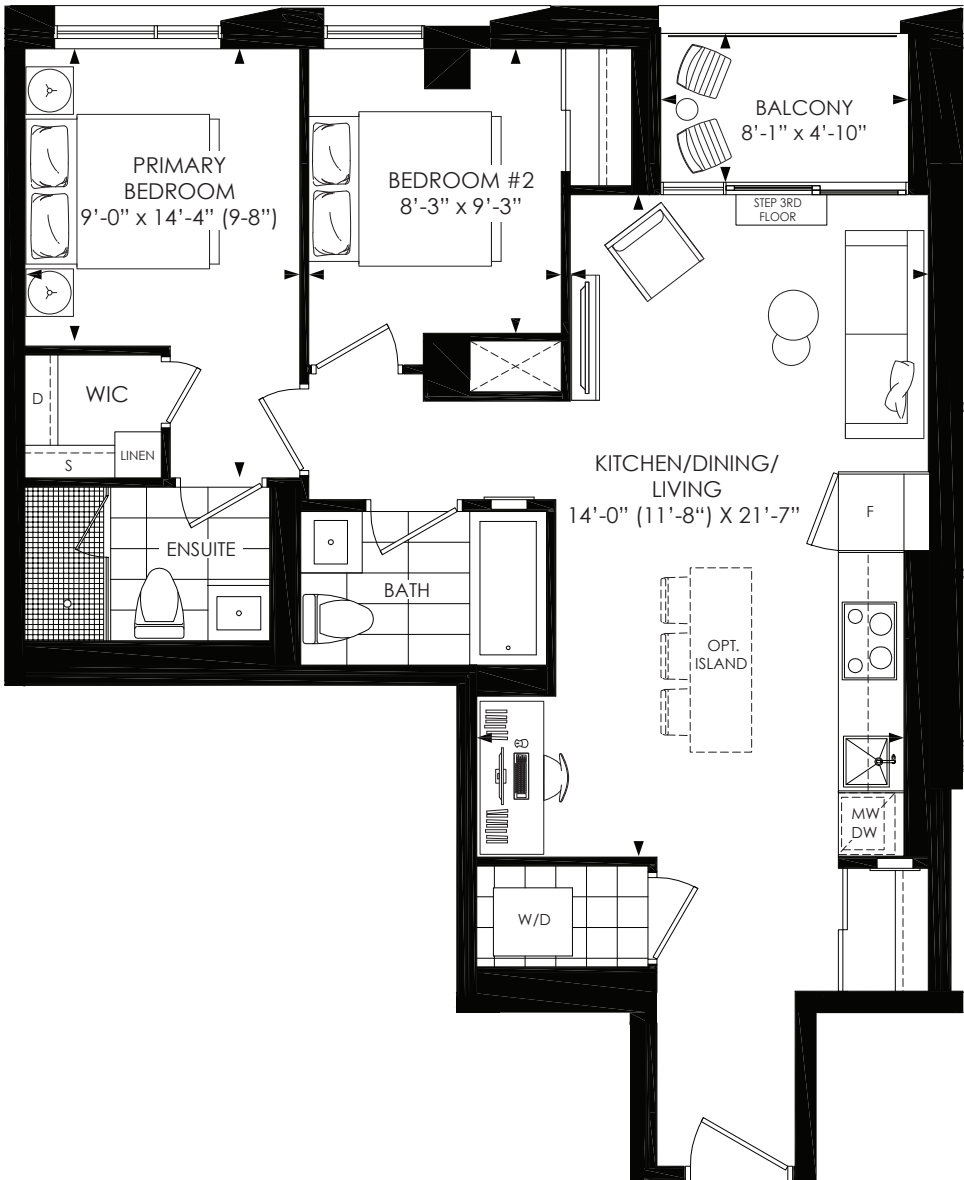 BALCONY
8'-1” x 4'-10”
PRIMARY
BEDROOM
9’-0” x 14’-4” (9-8”)
BEDROOM #2
8’-3” x 9’-3”
STEP 3RD
FLOOR
D
WIC
LINEN
S
KITCHEN/DINING/
LIVING
14’-0” (11’-8“) X 21’-7”
F
ENSUITE
BATH
OPT.
ISLAND
MW
DW
W/D